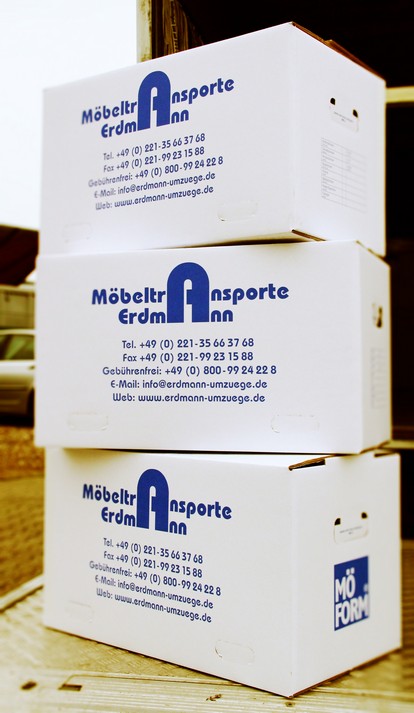 Möbeltransporte
Erdmann
Tel. +49 (0) 221-35 66 37 68
Fax +49 (0) 221-99 23 15 88
Gebührenfrei: +49 (0) 800-99 24 22 8
E-Mail: info@erdmann-umzuege.de
Web: www.erdmann-umzuege.de
MöbeltrAnsporte
ErdmAnn
Tel. +49 (0) 221-35 66 37 68
Fax +49 (0) 221-99 23 15 88
Gebührenfrei: +49 (0) 800-99 24 22 8
E-Mail: info@erdmann-umzuege.de
Web: www.erdmann-umzuege.de
MöbeltrAnsporte
ErdmAnn
Tel. +49 (0) 221-35 66 37 68
Fax +49 (0) 221-99 23 15 88
Gebührenfrei: +49 (0) 800-99 24 22 8
E-Mail: info@erdmann-umzuege.de
Web: www.erdmann-umzuege.de
MÖ
FORM